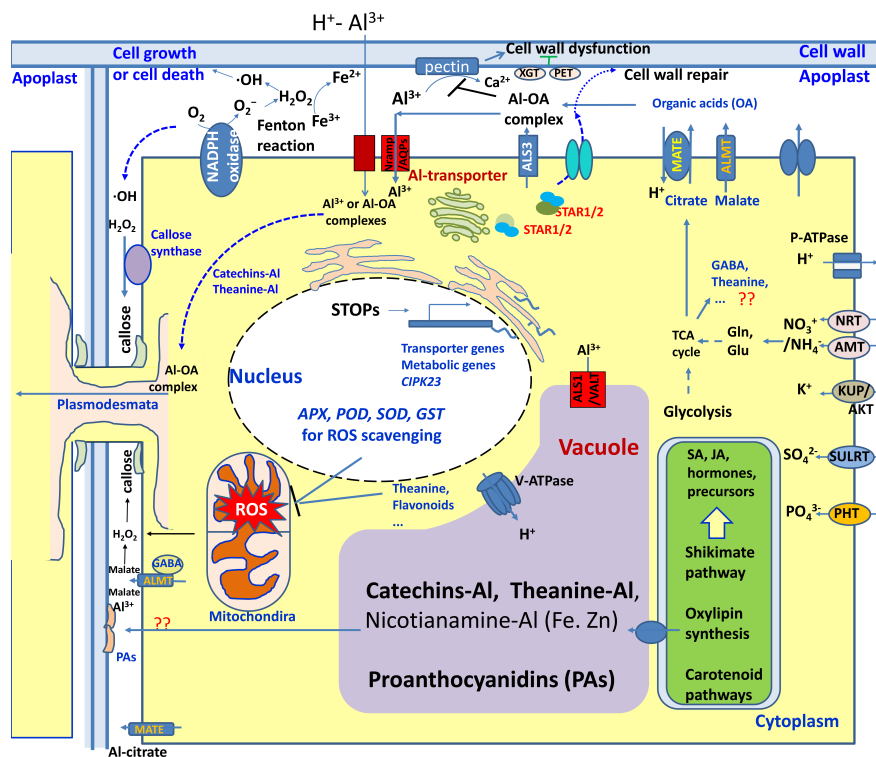 H⁺- Al³⁺
Cell growth
or cell death
Cell wall dysfunction
Cell wall
Apoplast
Apoplast
pectin
XGT
PET
Cell wall repair
Ca²⁺
·OH
H₂O₂
Fe²⁺
Fe³⁺
O₂
O₂⁻
Fenton
reaction
NADPH
oxidase
Al³⁺
Al-OA
complex
Organic acids (OA)
Nramp
/AQPs
ALS3
MATE
ALMT
Al-transporter
Al³⁺
Al³⁺ or Al-OA
complexes
STAR1/2
STAR1/2
H⁺
Citrate
Malate
·OH
H₂O₂
Callose
synthase
callose
P-ATPase
H⁺
GABA,
Theanine,
...
??
Catechins-Al
Theanine-Al
STOPs
Transporter genes
Metabolic genes
CIPK23
Nucleus
APX, POD, SOD, GST
for ROS scavenging
NO₃⁺
/NH₄⁻
NRT
AMT
TCA
cycle
Gln,
Glu
Al³⁺
ALS1
/VALT
K⁺
KUP/
AKT
Glycolysis
Al-OA
complex
Plasmodesmata
Vacuole
SA, JA,
hormones,
precursors
SO₄²⁻
SULRT
callose
ROS
Theanine,
Flavonoids
...
V-ATPase
H⁺
PO₄³⁻
PHT
H₂O₂
Shikimate
pathway
Malate
GABA
ALMT
Malate
Al³⁺
Mitochondira
Catechins-Al, Theanine-Al,
Nicotianamine-Al (Fe. Zn)
Oxylipin
synthesis
??
PAs
Proanthocyanidins (PAs)
Carotenoid
pathways
Cytoplasm
MATE
Al-citrate